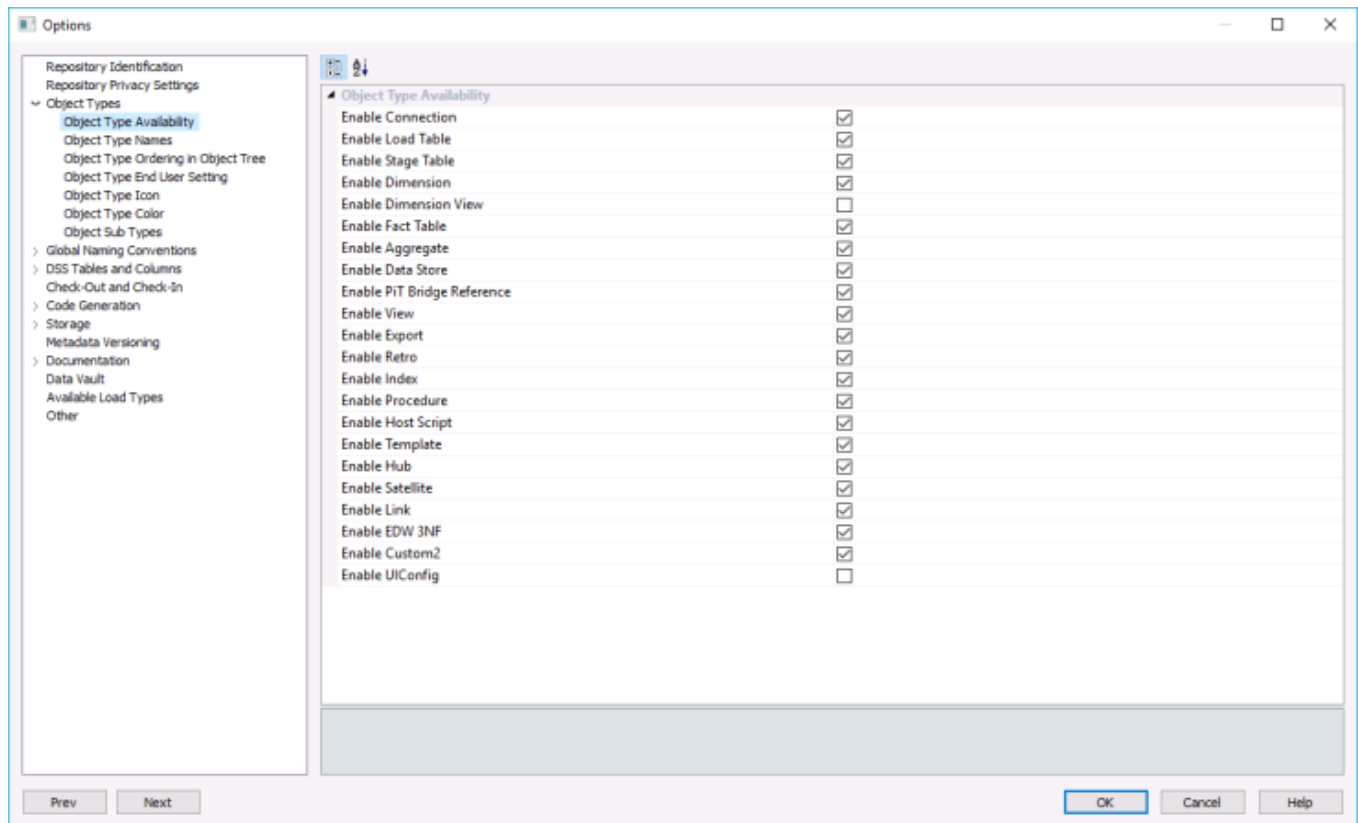 Options
Repository Identification
Repository Privacy Settings
Object Types
Object Type Availability
Object Type Names
Object Type Ordering in Object Tree
Object Type End User Setting
Object Type Icon
Object Type Color
Object Sub Types
Global Naming Conventions
DSS Tables and Columns
Check-Out and Check-In
Code Generation
Storage
Metadata Versioning
Documentation
Data Vault
Available Load Types
Other
Object Type Availability
Enable Connection
Enable Load Table
Enable Stage Table
Enable Dimension
Enable Dimension View
Enable Fact Table
Enable Aggregate
Enable Data Store
Enable PiT Bridge Reference
Enable View
Enable Export
Enable Retro
Enable Index
Enable Procedure
Enable Host Script
Enable Template
Enable Hub
Enable Satellite
Enable Link
Enable EDW 3NF
Enable Custom2
Enable UIConfig
Prev Next OK Cancel Help